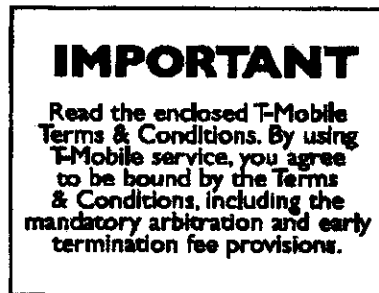 IMPORTANT
Read the enclosed T-Mobile
Terms & Conditions. By using
T-Mobile service, you agree
to be bound by the Terms
& Conditions, including the
mandatory arbitration and early
termination fee provisions.